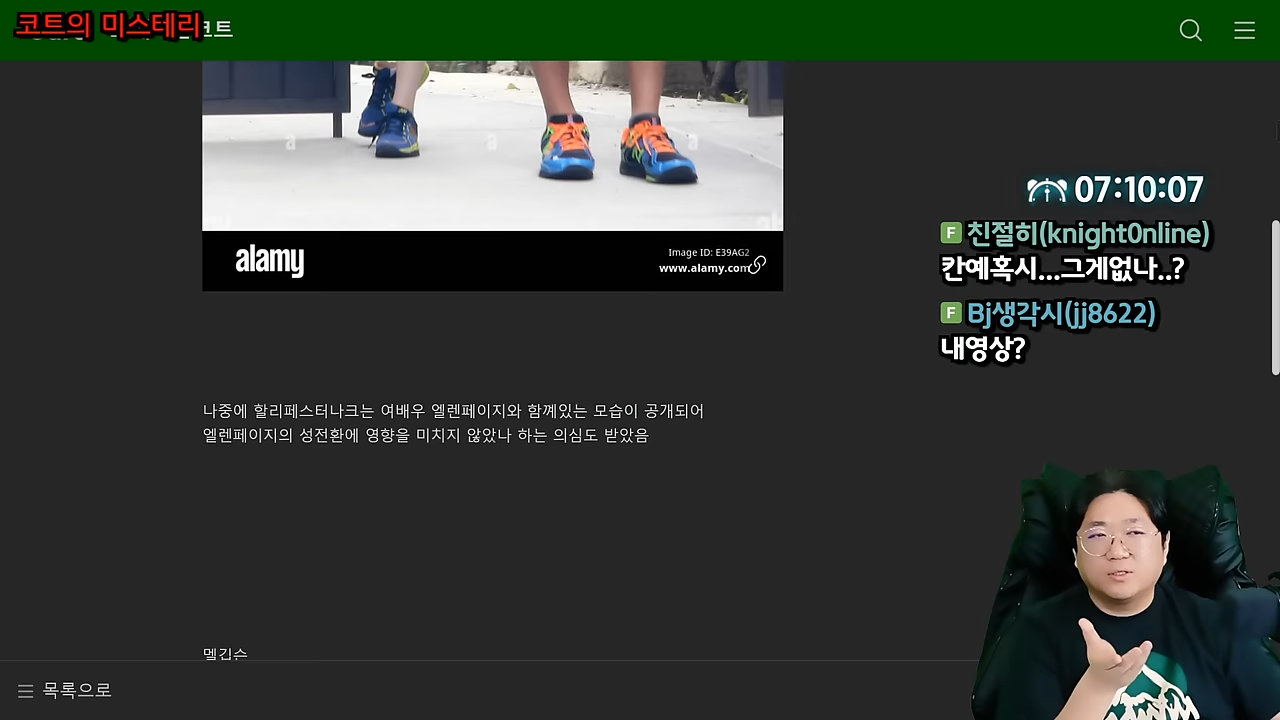 코트의 미스테리
코트
alamy
Image ID: E39AG2
www.alamy.com
07:10:07
F 친절히(knight0nline)
칸예혹시...그게없나..?
F Bj생각시(jj8622)
내영상?
나중에 할리페스티나크는 여배우 엘렌페이지와 함께있는 모습이 공개되어
엘렌페이지의 성전환에 영향을 미치지 않았나 하는 의심도 받았음
멜깁슨
목록으로